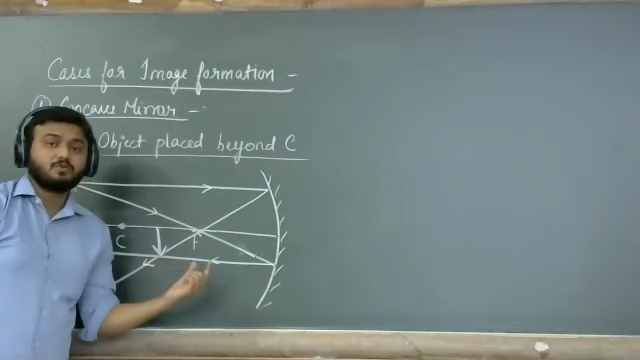 Cases for Image formation -
Concave Mirror -
Object placed beyond C
C
F